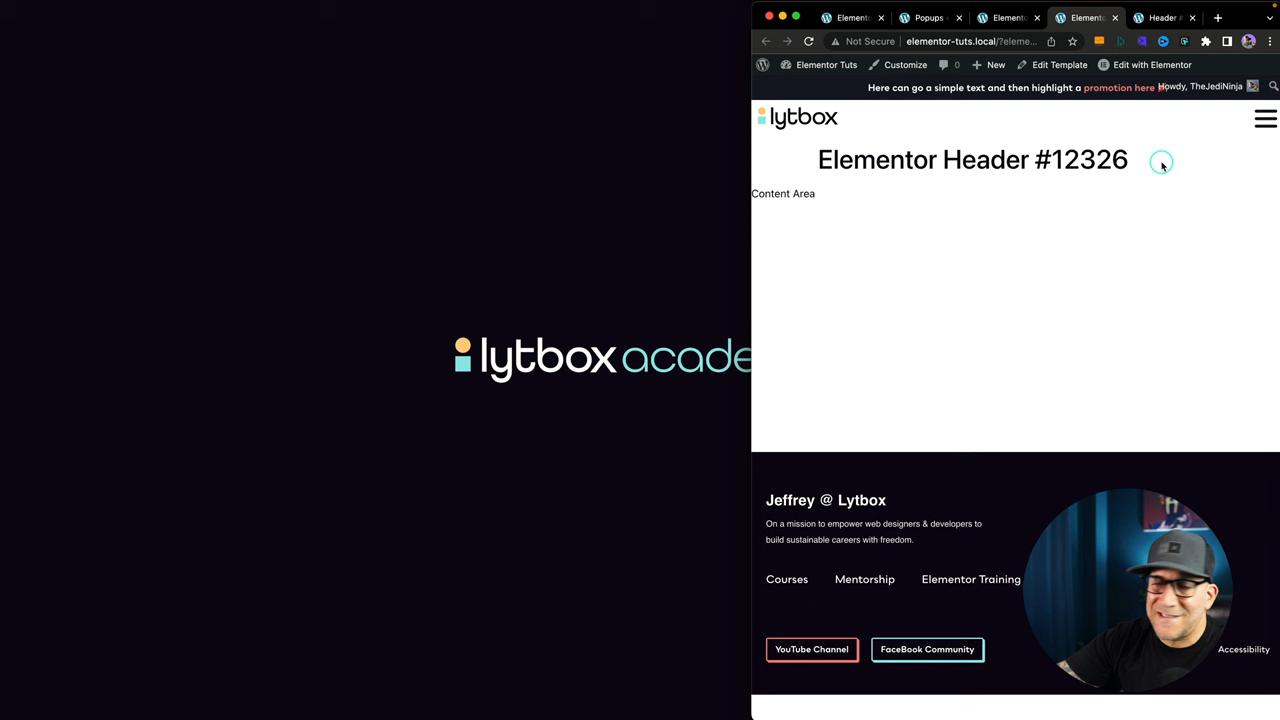 Elemento
Popups
Elemento
Elemento
Header #
Not Secure
elementor-tuts.local/?eleme...
Elementor Tuts
Customize
0
New
Edit Template
Edit with Elementor
Here can go a simple text and then highlight a promotion here
Howdy, TheJediNinja
lytbox
Elementor Header #12326
Content Area
lytbox acade
Jeffrey @ Lytbox
On a mission to empower web designers & developers to
build sustainable careers with freedom.
Courses
Mentorship
Elementor Training
YouTube Channel
FaceBook Community
Accessibility